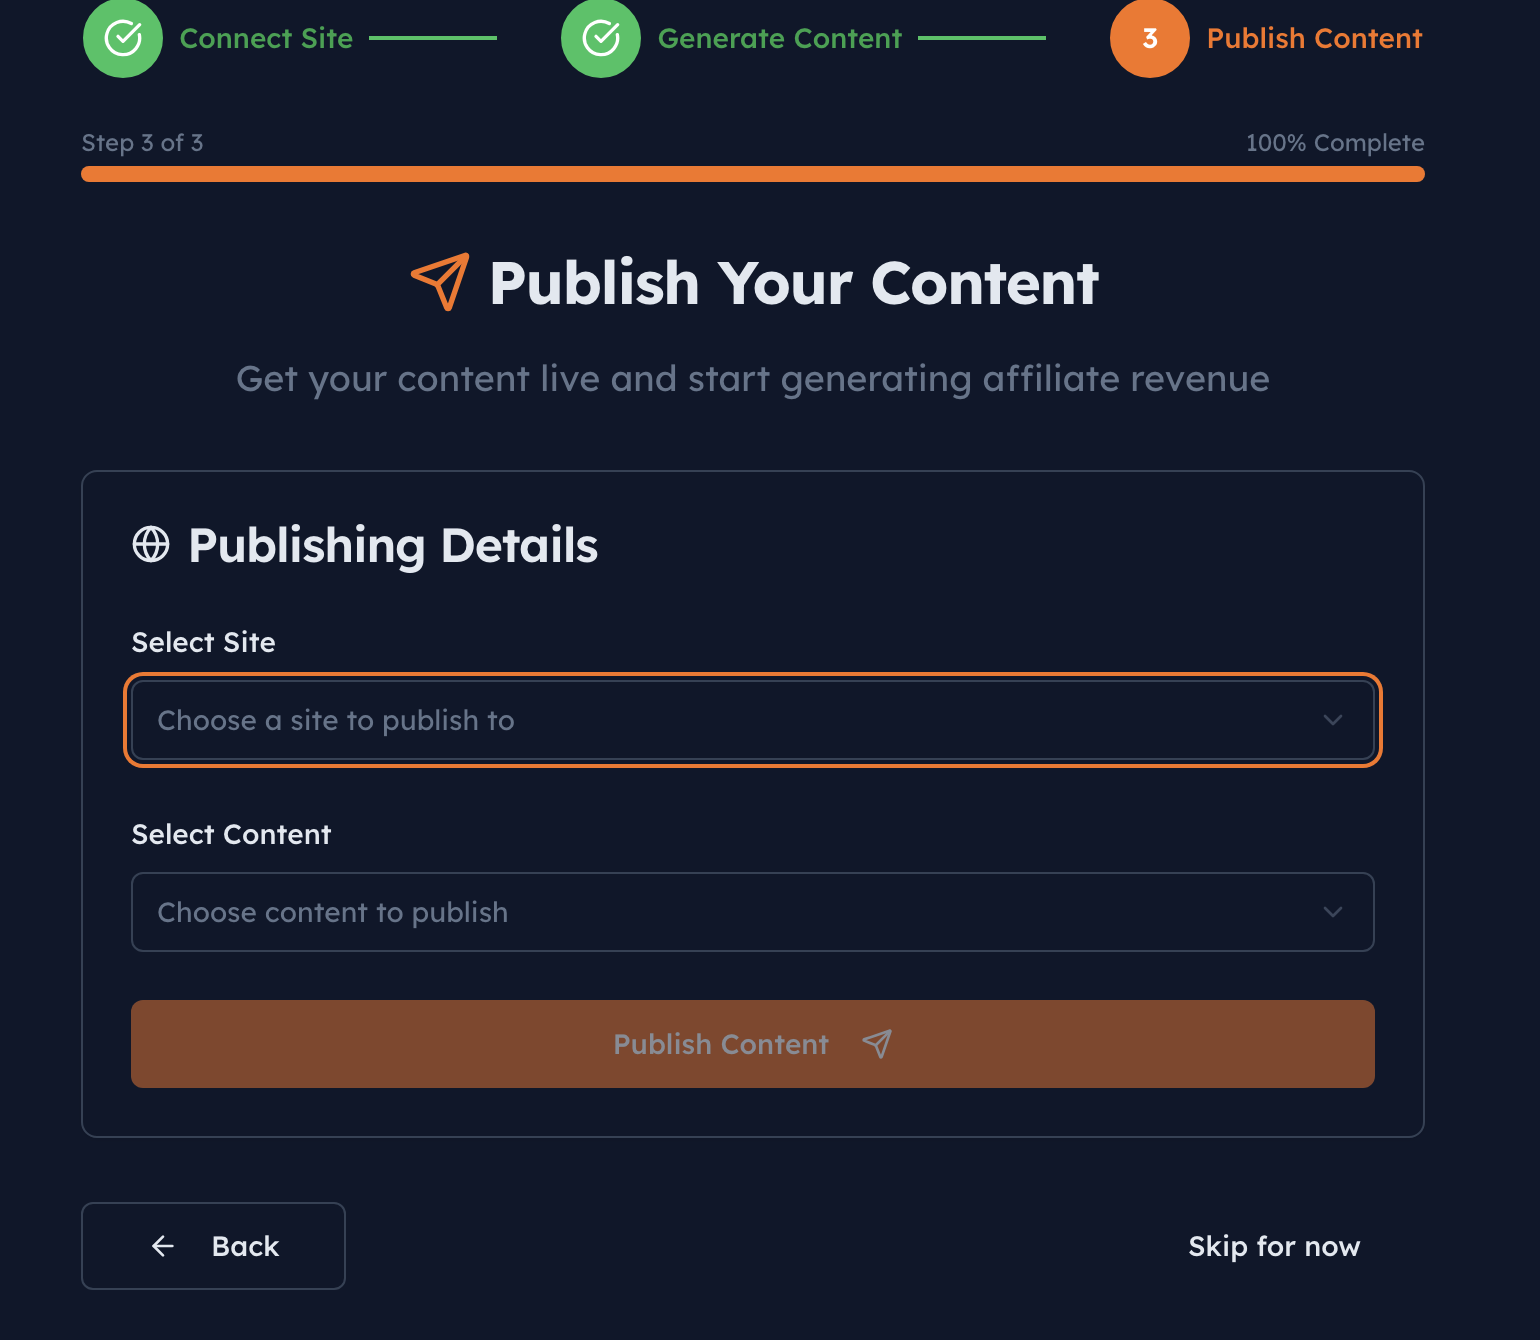 Connect Site
Generate Content
3 Publish Content
Step 3 of 3
100% Complete
Publish Your Content
Get your content live and start generating affiliate revenue
Publishing Details
Select Site
Choose a site to publish to
Select Content
Choose content to publish
Publish Content
Back
Skip for now